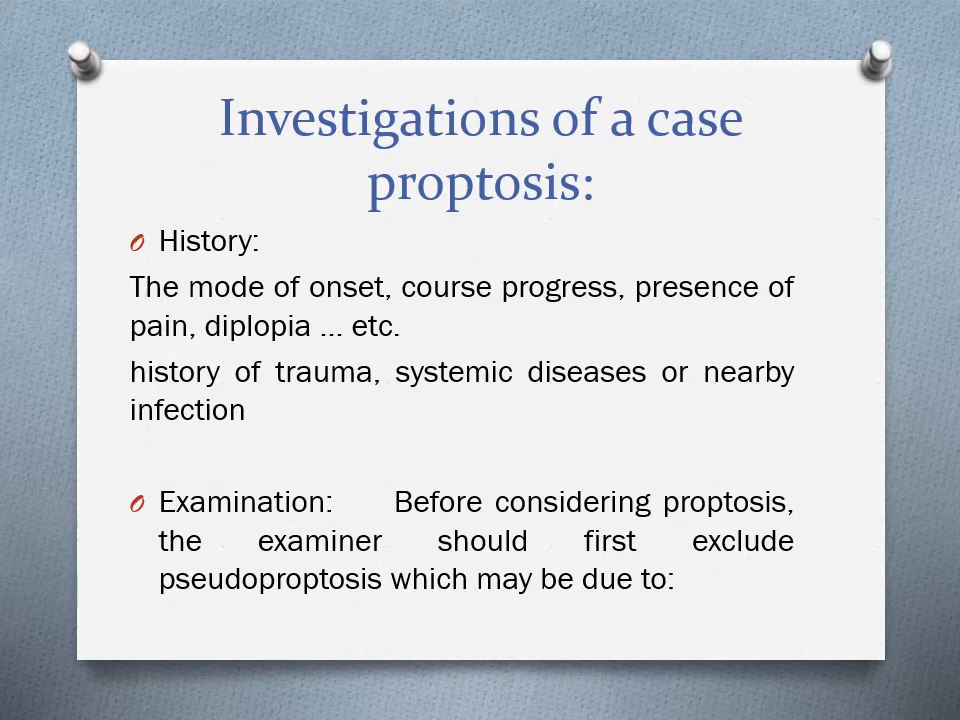 Investigations of a case
proptosis:
History:
The mode of onset, course progress, presence of
pain, diplopia ... etc.
history of trauma, systemic diseases or nearby
infection
Examination: Before considering proptosis,
the examiner should first exclude
pseudoproptosis which may be due to: